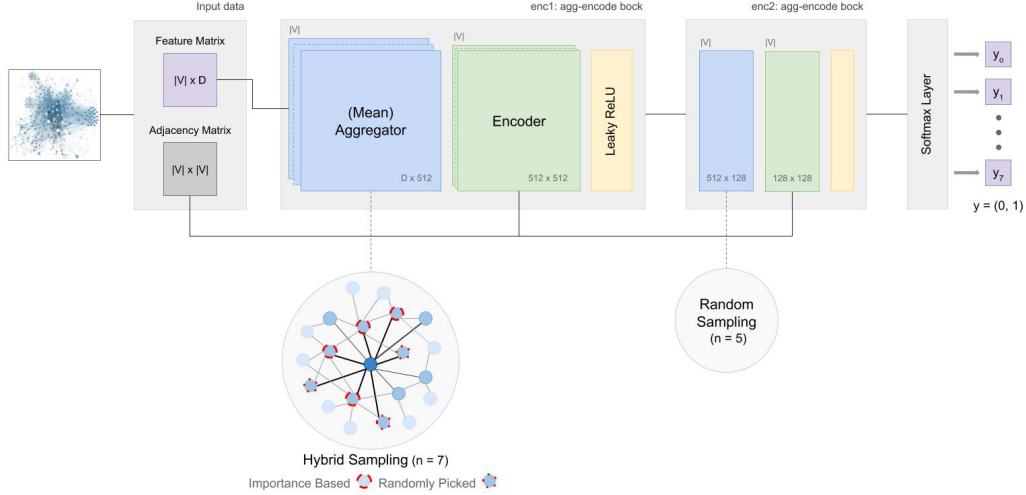 Input data
enc1: agg-encode bock
enc2: agg-encode bock
Feature Matrix
|V| x D
Adjacency Matrix
|V| x |V|
|V|
(Mean)
Aggregator
D x 512
|V|
Encoder
512 x 512
Leaky ReLU
|V|
512 x 128
|V|
128 x 128
Softmax Layer
yo
y1
y7
y = (0, 1)
Random
Sampling
(n = 5)
Hybrid Sampling (n = 7)
Importance Based
Randomly Picked